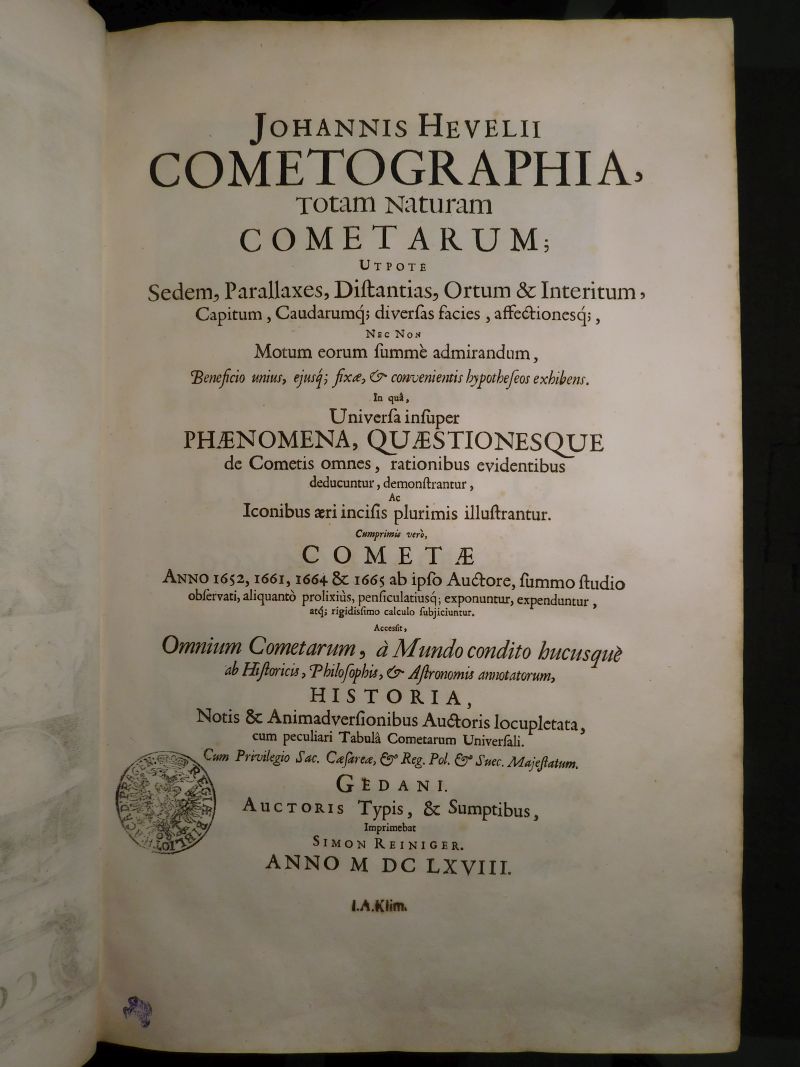 JOHANNIS HEVELII
COMETOGRAPHIA,
Totam Naturam
COMETARUM;
UTPOTE
Sedem, Parallaxes, Diſtantias, Ortum & Interitum,
Capitum, Caudarumq́; diverſas facies, affectionesq́;,
NEC NON
Motum eorum ſummè admirandum,
Beneficio unius, ejusq́; fixæ, & convenientis hypotheſeos exhibens.
In quâ,
Univerſa inſuper
PHÆNOMENA, QUÆSTIONESQUE
de Cometis omnes, rationibus evidentibus
deducuntur, demonſtrantur,
Ac
Iconibus æri inciſis plurimis illuſtrantur.
Cumprimis verò,
COMETÆ
ANNO 1652, 1661, 1664 & 1665 ab ipſo Auctore, ſummo ſtudio
obſervati, aliquantò prolixiùs, penſiculatiusq́; exponuntur, expenduntur,
atq́; rigidiſſimo calculo ſubjiciuntur.
Accesſit,
Omnium Cometarum, à Mundo condito hucusquè
ab Hiſtoricis, Philoſophis, & Aſtronomis annotatorum,
HISTORIA,
Notis & Animadverſionibus Auctoris locupletata,
cum peculiari Tabulâ Cometarum Univerſali.
Cum Privilegio Sac. Cæſareæ, & Reg. Pol. & Suec. Majeſtatum.
GEDANI.
AUCTORIS Typis, & Sumptibus,
Imprimebat
SIMON REINIGER.
ANNO M DC LXVIII.
I.A.Klim.
REGIÆ BIBLIOT. ACAD. PRAGEN.